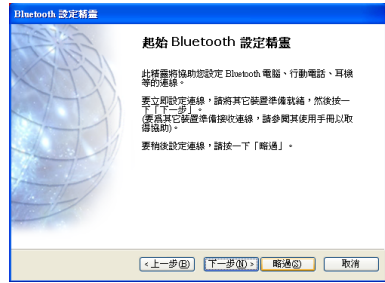 Bluetooth 設定精靈
起始 Bluetooth 設定精靈
此精靈將協助您設定 Bluetooth 電腦、行動電話、耳機
等的連線。
要立即設定連線，請將其它裝置準備就緒，然後按一
下「下一步」。
(要爲其它裝置準備接收連線，請參閱其使用手冊以取
得協助)。
要稍後設定連線，請按一下「略過」。
<上一步(B)
下一步(N)>
略過(S)
取消